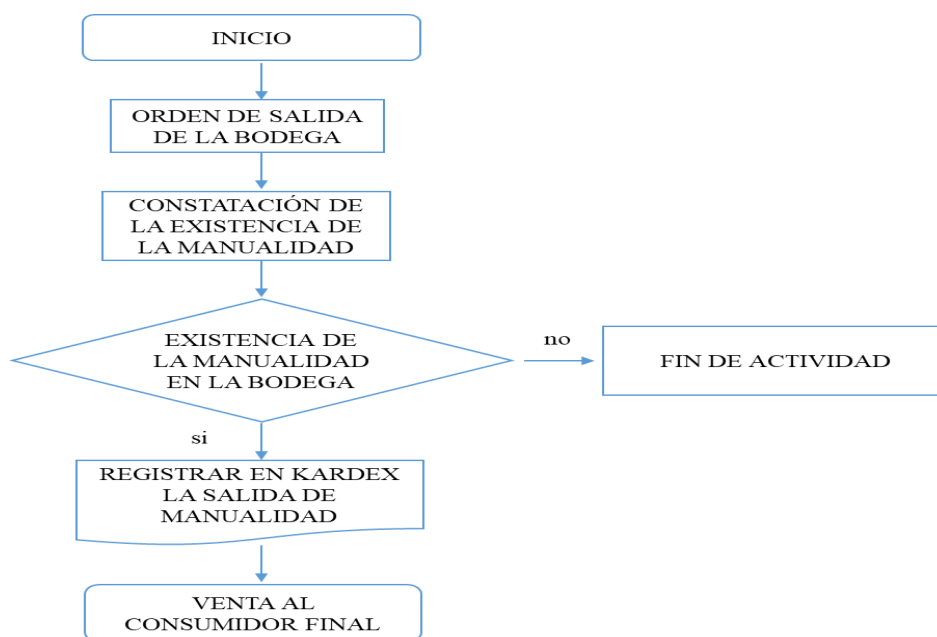 INICIO
ORDEN DE SALIDA
DE LA BODEGA
CONSTATACIÓN DE
LA EXISTENCIA DE
LA MANUALIDAD
EXISTENCIA DE
LA MANUALIDAD
EN LA BODEGA
no
FIN DE ACTIVIDAD
si
REGISTRAR EN KARDEX
LA SALIDA DE
MANUALIDAD
VENTA AL
CONSUMIDOR FINAL